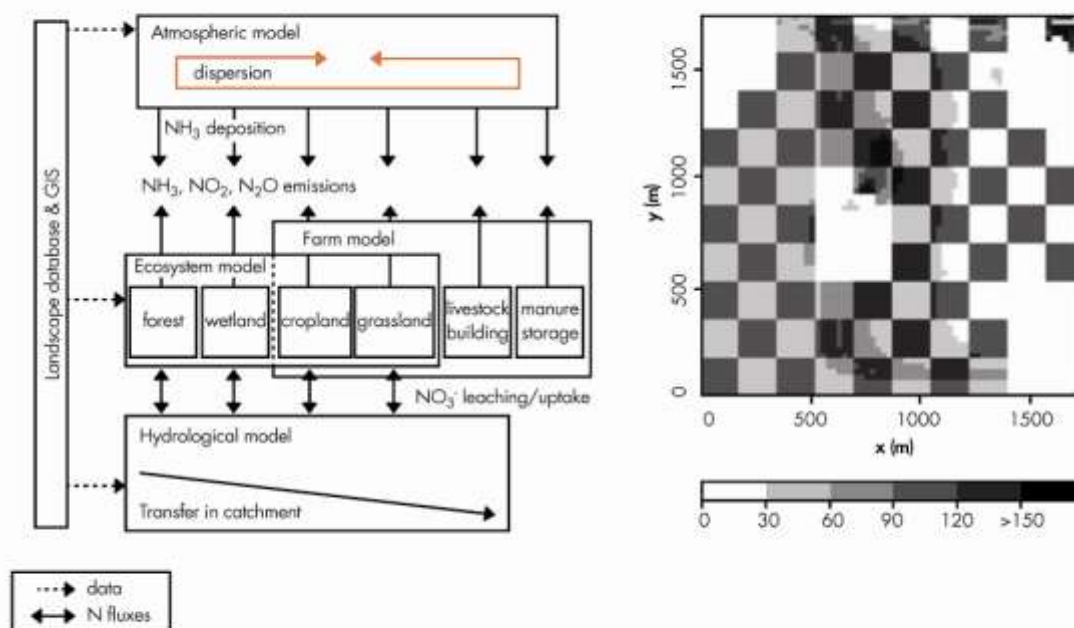 Landscape database & GIS
Atmospheric model
dispersion
NH₃ deposition
NH₃, NO₂, N₂O emissions
Farm model
Ecosystem model
forest
wetland
cropland
grassland
livestock
building
manure
storage
NO₃⁻ leaching/uptake
Hydrological model
Transfer in catchment
data
N fluxes
y (m)
1500
1000
500
0
0 500 1000 1500
x (m)
0 30 60 90 120 >150